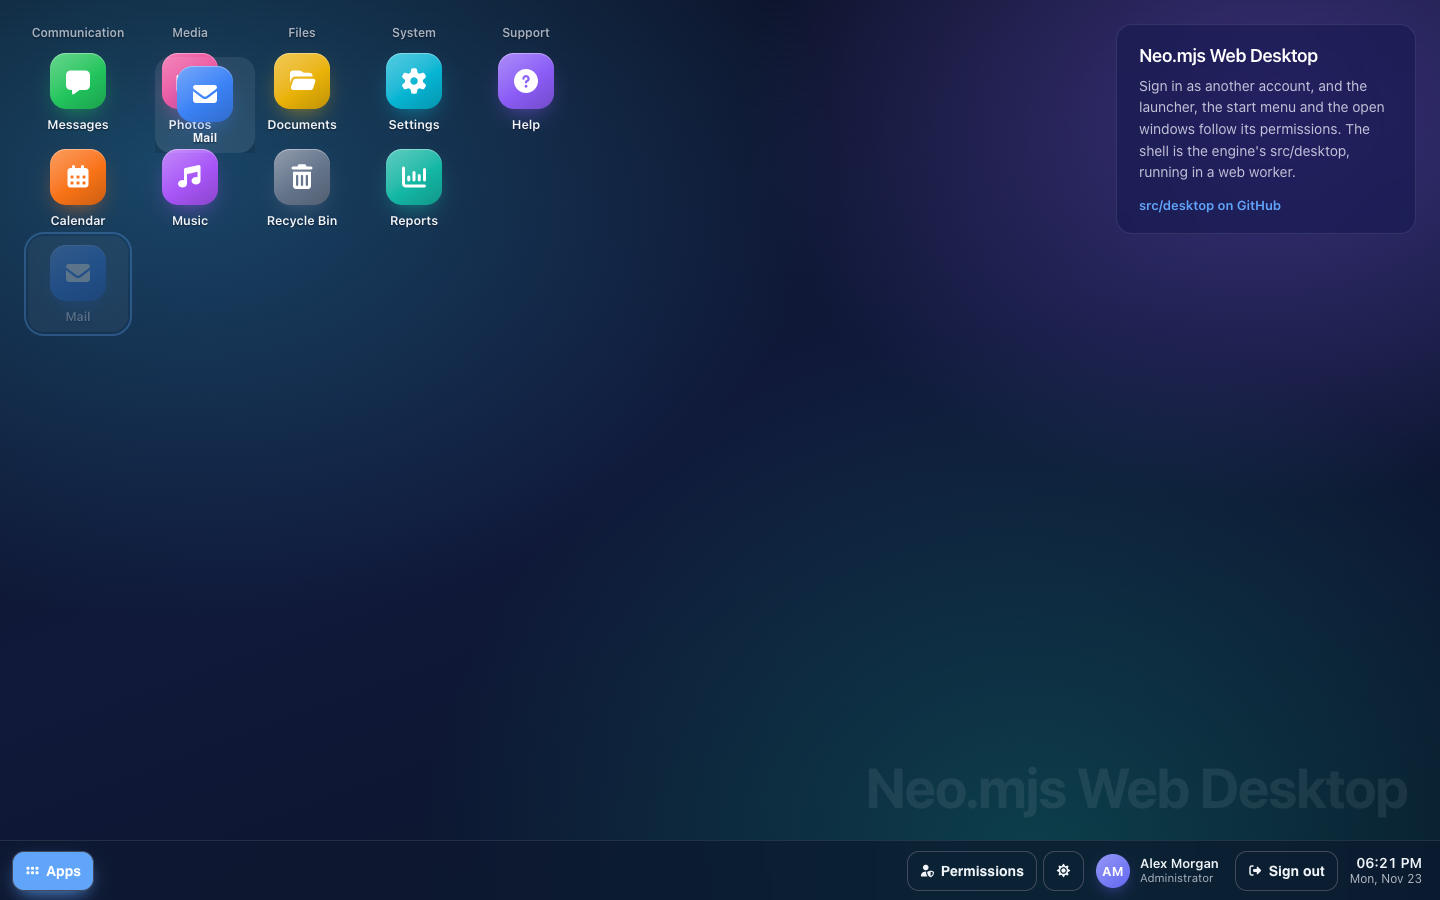 Communication
Media
Files
System
Support
Messages
Photos
Mail
Documents
Settings
Help
Calendar
Music
Recycle Bin
Reports
Mail
Neo.mjs Web Desktop
Sign in as another account, and the
launcher, the start menu and the open
windows follow its permissions. The
shell is the engine's src/desktop,
running in a web worker.
src/desktop on GitHub
Neo.mjs Web Desktop
Apps
Permissions
AM
Alex Morgan
Administrator
Sign out
06:21 PM
Mon, Nov 23